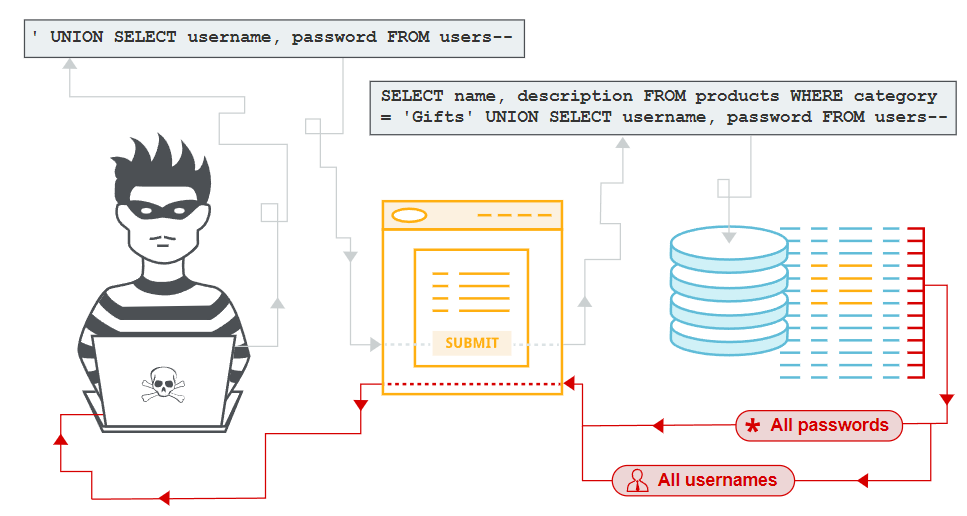 ' UNION SELECT username, password FROM users--
SELECT name, description FROM products WHERE category
= 'Gifts' UNION SELECT username, password FROM users--
SUBMIT
* All passwords
All usernames